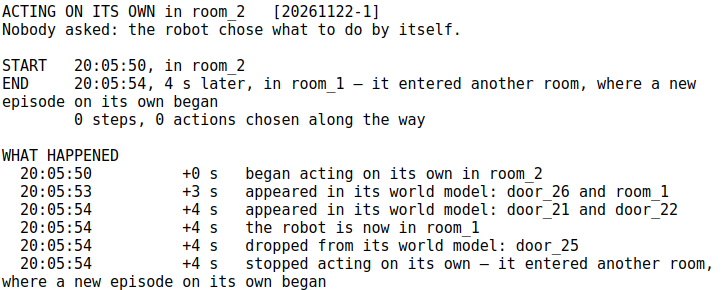 ACTING ON ITS OWN in room_2   [20261122-1]
Nobody asked: the robot chose what to do by itself.

START   20:05:50, in room_2
END     20:05:54, 4 s later, in room_1 — it entered another room, where a new
episode on its own began
        0 steps, 0 actions chosen along the way

WHAT HAPPENED
  20:05:50         +0 s   began acting on its own in room_2
  20:05:53         +3 s   appeared in its world model: door_26 and room_1
  20:05:54         +4 s   appeared in its world model: door_21 and door_22
  20:05:54         +4 s   the robot is now in room_1
  20:05:54         +4 s   dropped from its world model: door_25
  20:05:54         +4 s   stopped acting on its own — it entered another room,
where a new episode on its own began